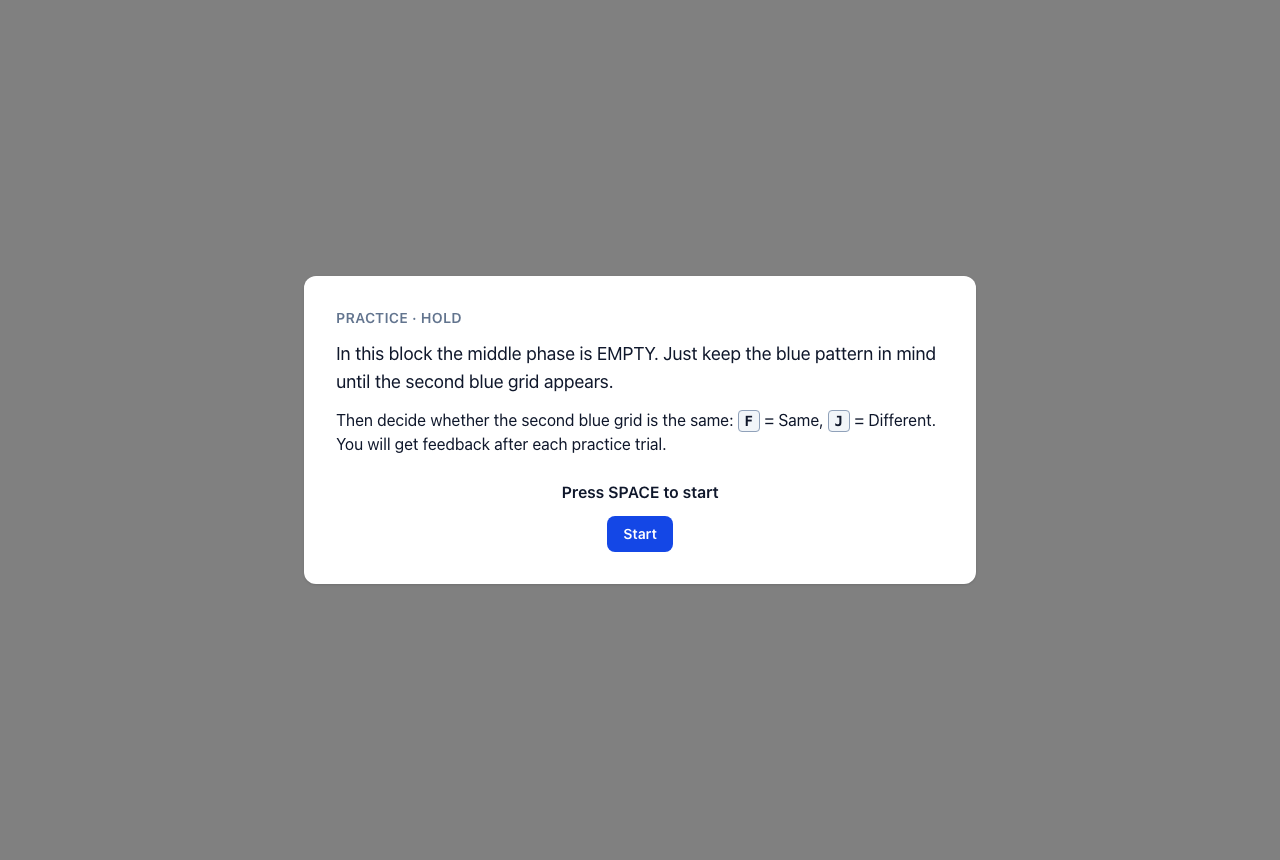 PRACTICE · HOLD
In this block the middle phase is EMPTY. Just keep the blue pattern in mind
until the second blue grid appears.
Then decide whether the second blue grid is the same: F = Same, J = Different.
You will get feedback after each practice trial.
Press SPACE to start
Start